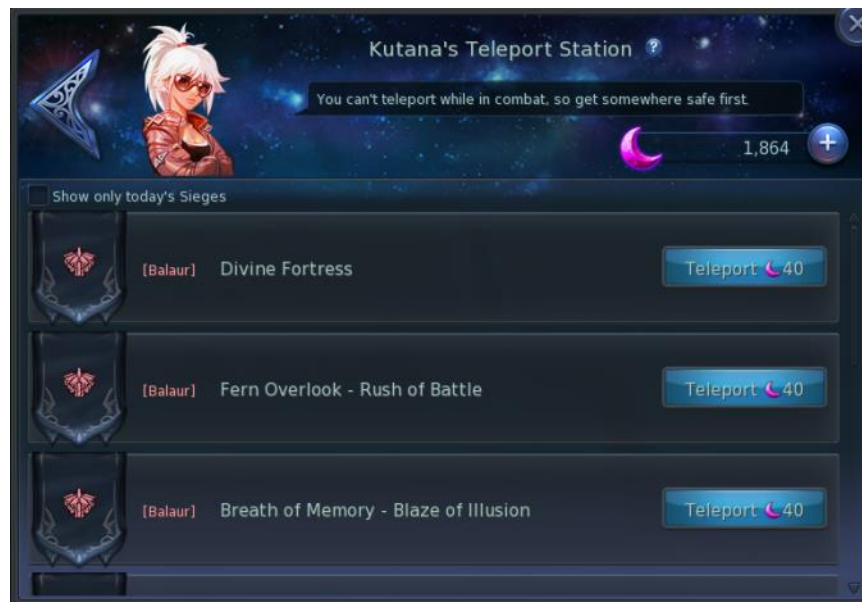 Kutana's Teleport Station ?
You can't teleport while in combat, so get somewhere safe first.
1,864 +
Show only today's Sieges
[Balaur] Divine Fortress Teleport 40
[Balaur] Fern Overlook - Rush of Battle Teleport 40
[Balaur] Breath of Memory - Blaze of Illusion Teleport 40